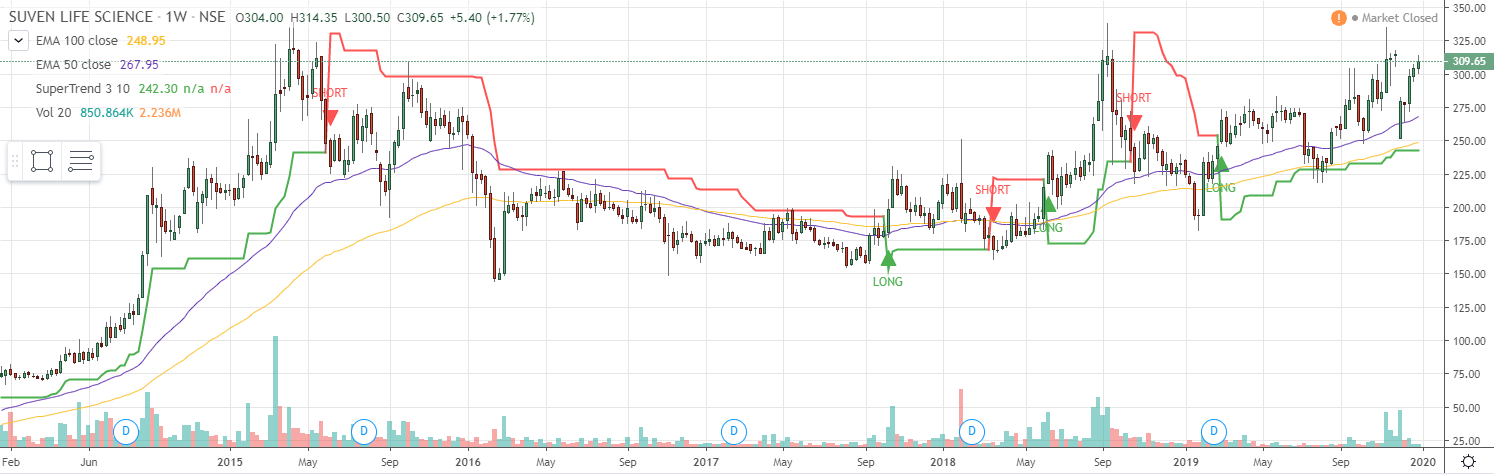 SUVEN LIFE SCIENCE · 1W · NSE O304.00 H314.35 L300.50 C309.65 +5.40 (+1.77%)
! Market Closed
EMA 100 close 248.95
EMA 50 close 267.95
SuperTrend 3 10 242.30 n/a n/a
Vol 20 850.864K 2.236M
350.00
325.00
309.65
300.00
275.00
250.00
225.00
200.00
175.00
150.00
125.00
100.00
75.00
50.00
25.00
SHORT
SHORT
SHORT
LONG
LONG
LONG
D D D D D
Feb Jun 2015 May Sep 2016 May Sep 2017 May Sep 2018 May Sep 2019 May Sep 2020